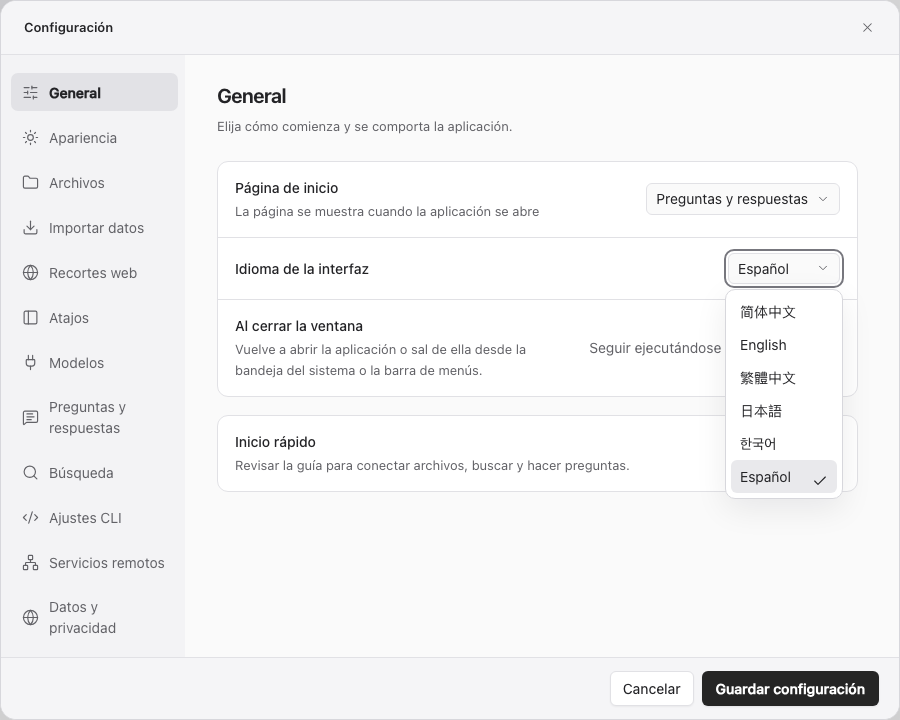 Configuración
General
Apariencia
Archivos
Importar datos
Recortes web
Atajos
Modelos
Preguntas y
respuestas
Búsqueda
Ajustes CLI
Servicios remotos
Datos y
privacidad
General
Elija cómo comienza y se comporta la aplicación.
Página de inicio
La página se muestra cuando la aplicación se abre
Preguntas y respuestas
Idioma de la interfaz
Español
简体中文
English
繁體中文
日本語
한국어
Español
Al cerrar la ventana
Vuelve a abrir la aplicación o sal de ella desde la
bandeja del sistema o la barra de menús.
Seguir ejecutándose
Inicio rápido
Revisar la guía para conectar archivos, buscar y hacer preguntas.
Cancelar
Guardar configuración